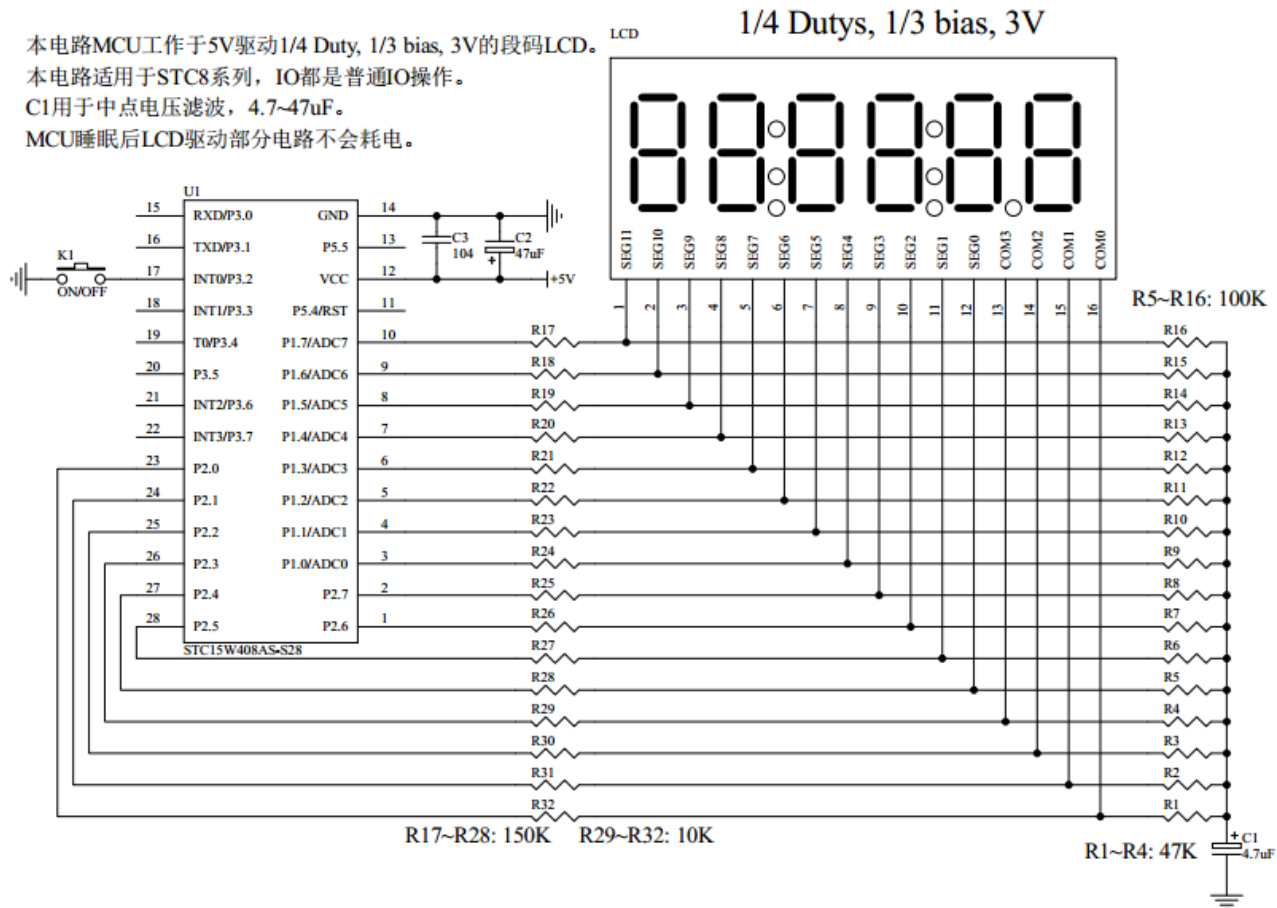 1/4 Dutys, 1/3 bias, 3V
本电路MCU工作于5V驱动1/4 Duty, 1/3 bias, 3V的段码LCD。
本电路适用于STC8系列，IO都是普通IO操作。
C1用于中点电压滤波，4.7~47uF。
MCU睡眠后LCD驱动部分电路不会耗电。
LCD
SEG11 SEG10 SEG9 SEG8 SEG7 SEG6 SEG5 SEG4 SEG3 SEG2 SEG1 SEG0 COM3 COM2 COM1 COM0
1 2 3 4 5 6 7 8 9 10 11 12 13 14 15 16
U1
15 RXD/P3.0 GND 14
16 TXD/P3.1 P5.5 13
17 INT0/P3.2 VCC 12
18 INT1/P3.3 P5.4/RST 11
19 T0/P3.4 P1.7/ADC7 10
20 P3.5 P1.6/ADC6 9
21 INT2/P3.6 P1.5/ADC5 8
22 INT3/P3.7 P1.4/ADC4 7
23 P2.0 P1.3/ADC3 6
24 P2.1 P1.2/ADC2 5
25 P2.2 P1.1/ADC1 4
26 P2.3 P1.0/ADC0 3
27 P2.4 P2.7 2
28 P2.5 P2.6 1
STC15W408AS-S28
K1
ON/OFF
C3
104
C2
+
47uF
+5V
R5~R16: 100K
R17 R16
R18 R15
R19 R14
R20 R13
R21 R12
R22 R11
R23 R10
R24 R9
R25 R8
R26 R7
R27 R6
R28 R5
R29 R4
R30 R3
R31 R2
R32 R1
R17~R28: 150K R29~R32: 10K
R1~R4: 47K
+
C1
4.7uF